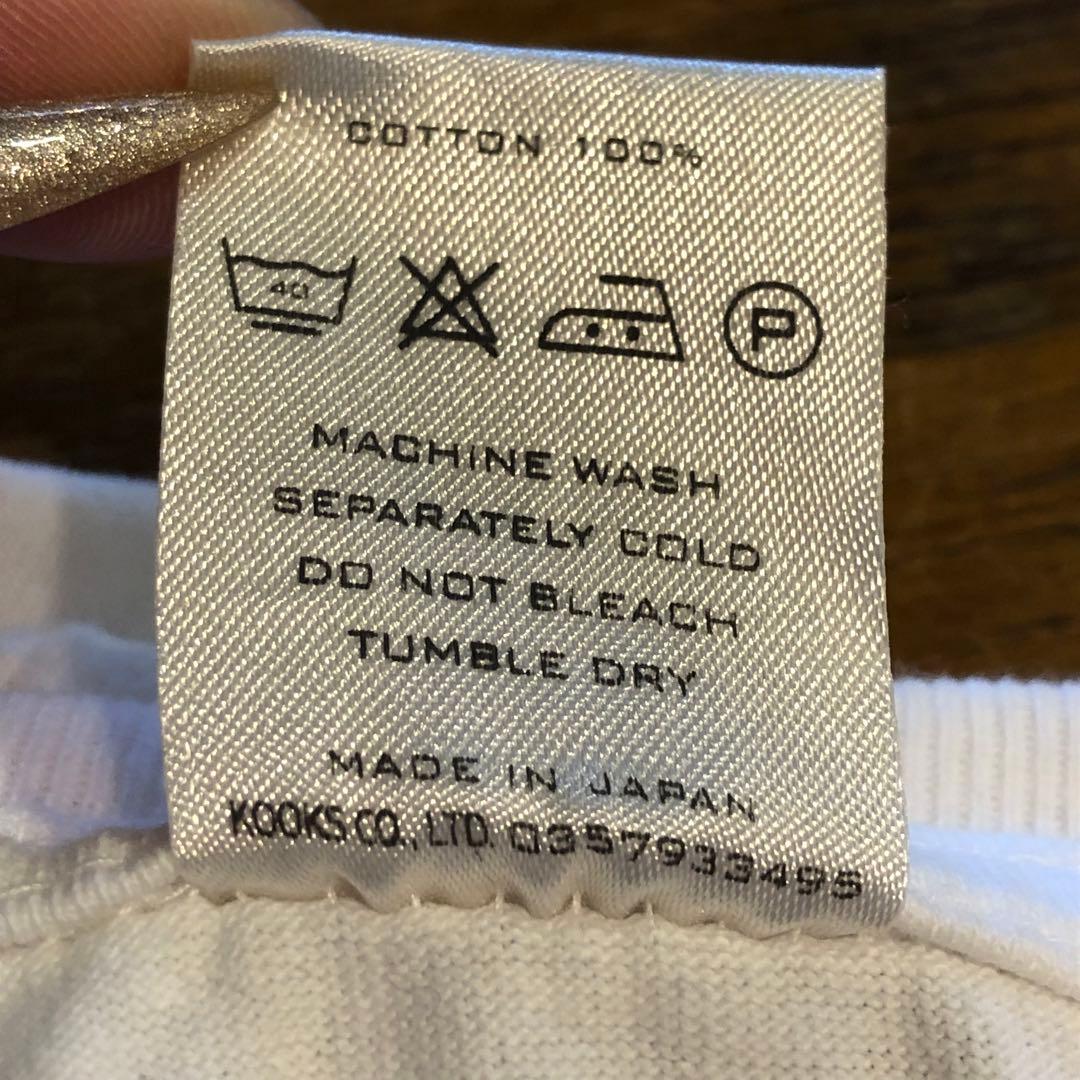 COTTON 100%
40
P
MACHINE WASH
SEPARATELY COLD
DO NOT BLEACH
TUMBLE DRY
MADE IN JAPAN
KOOKS CO., LTD. 0357933495